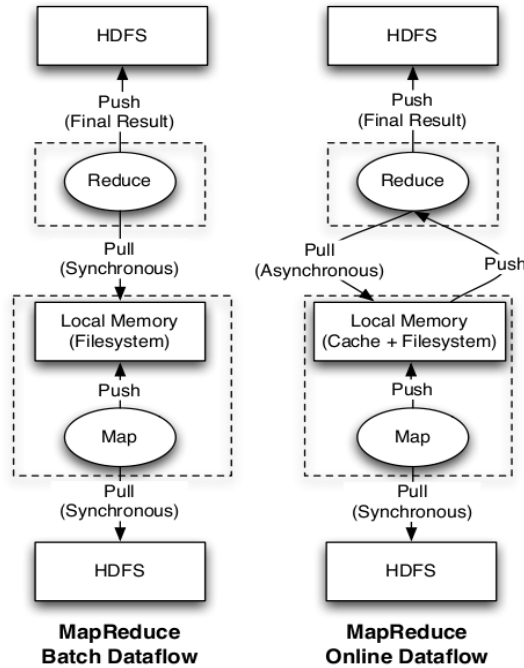 HDFS
Push
(Final Result)
Reduce
Pull
(Synchronous)
Local Memory
(Filesystem)
Push
Map
Pull
(Synchronous)
HDFS
MapReduce
Batch Dataflow
HDFS
Push
(Final Result)
Reduce
Pull
(Asynchronous)
Push
Local Memory
(Cache + Filesystem)
Push
Map
Pull
(Synchronous)
HDFS
MapReduce
Online Dataflow